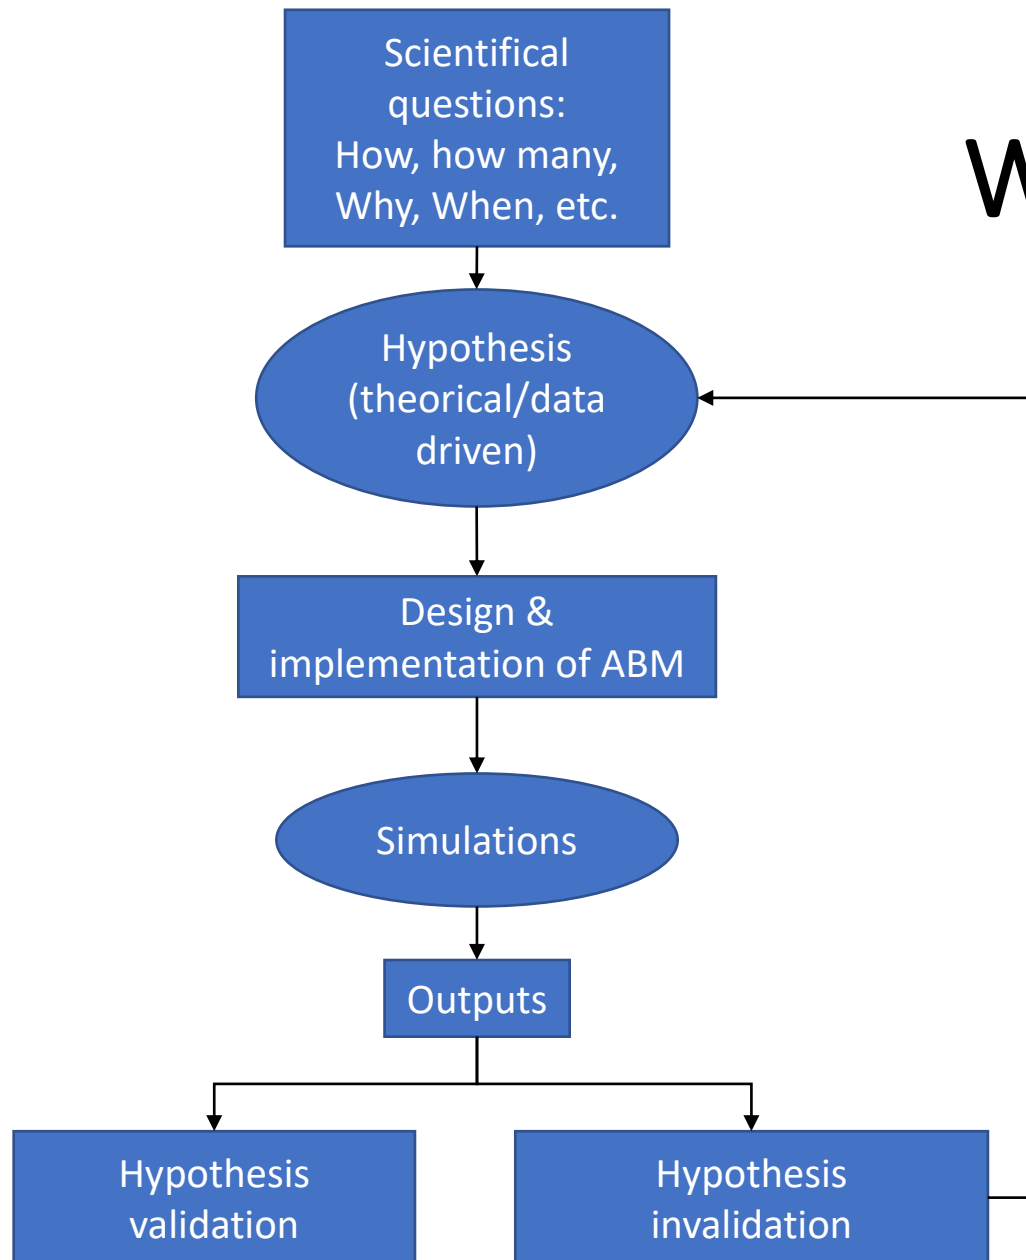 Scientifical
questions:
How, how many,
Why, When, etc.
W
Hypothesis
(theorical/data
driven)
Design &
implementation of ABM
Simulations
Outputs
Hypothesis
validation
Hypothesis
invalidation